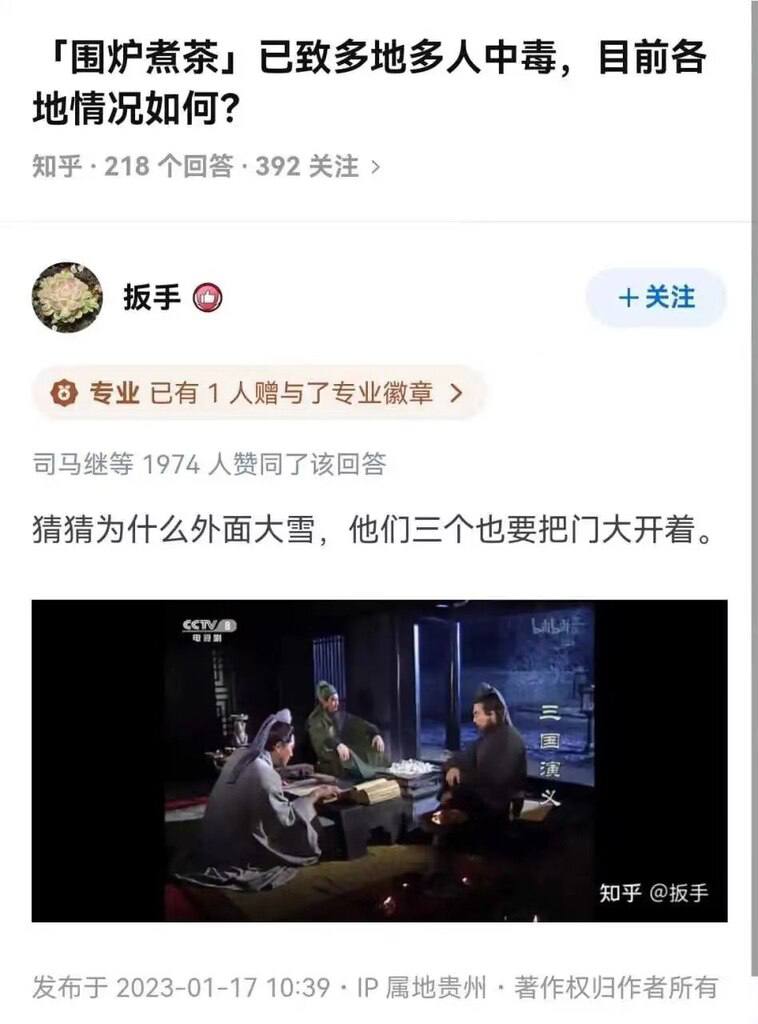 「围炉煮茶」已致多地多人中毒，目前各
地情况如何？
知乎 · 218 个回答 · 392 关注 >
扳手
+关注
专业 已有 1 人赠与了专业徽章 >
司马继等 1974 人赞同了该回答
猜猜为什么外面大雪，他们三个也要把门大开着。
CCTV 8
电视剧
bilibili
三国演义
知乎 @扳手
发布于 2023-01-17 10:39 · IP 属地贵州 · 著作权归作者所有